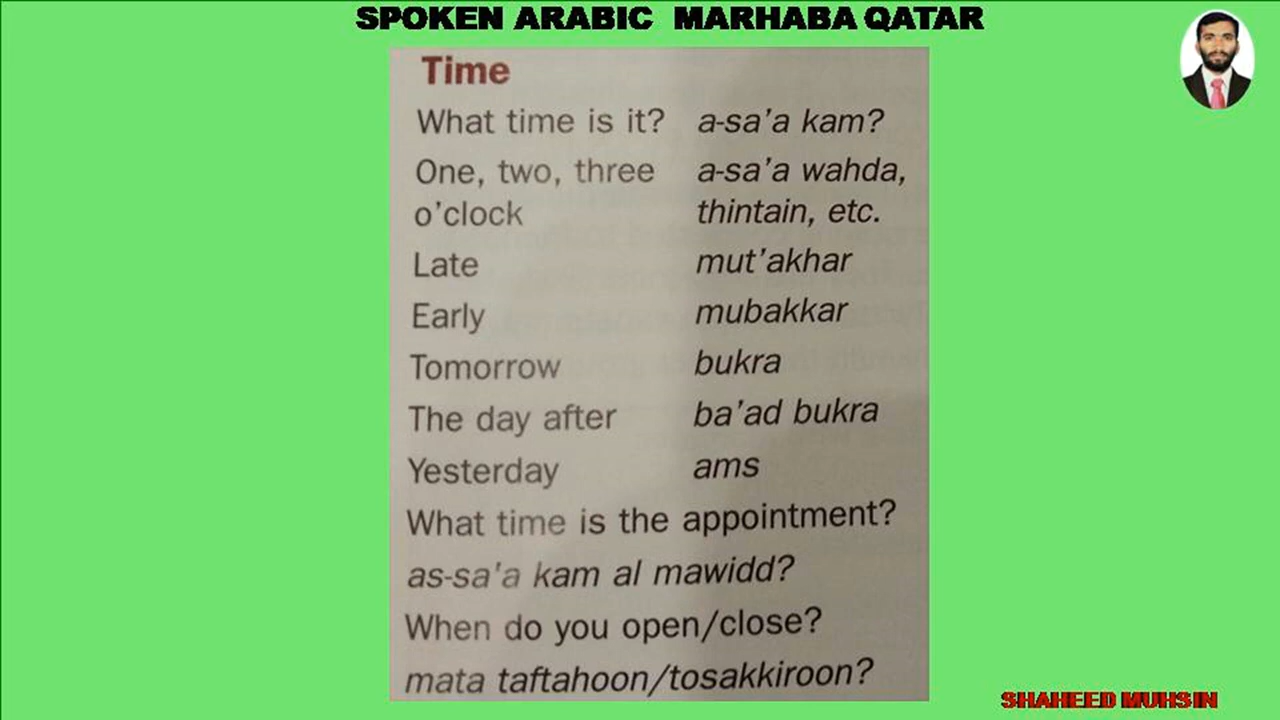 SPOKEN ARABIC MARHABA QATAR
Time
What time is it? a-sa'a kam?
One, two, three a-sa'a wahda,
o'clock thintain, etc.
Late mut'akhar
Early mubakkar
Tomorrow bukra
The day after ba'ad bukra
Yesterday ams
What time is the appointment?
as-sa'a kam al mawidd?
When do you open/close?
mata taftahoon/tosakkiroon?
SHAHEED MUHSIN